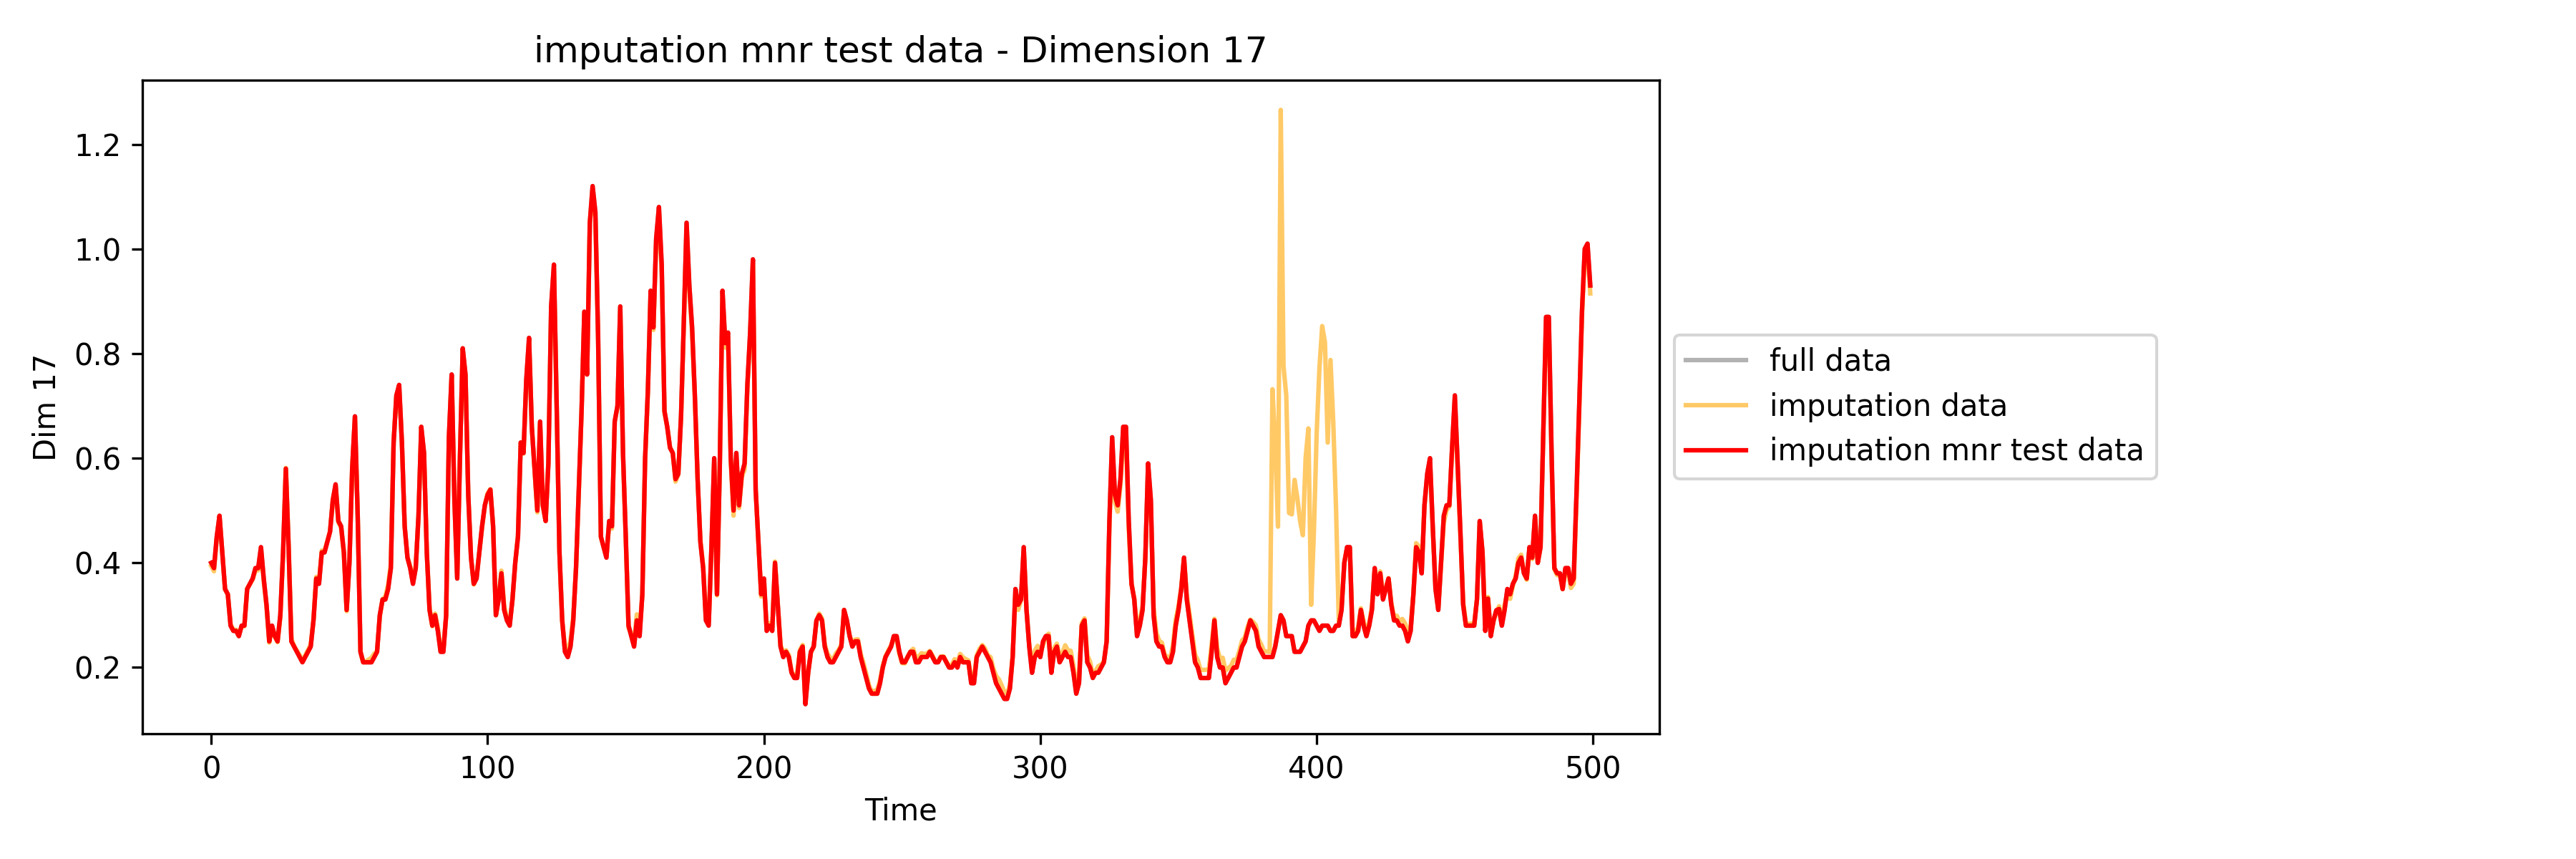 imputation mnr test data - Dimension 17
1.2
1.0
0.8
0.6
0.4
0.2
Dim 17
0 100 200 300 400 500
Time
full data
imputation data
imputation mnr test data